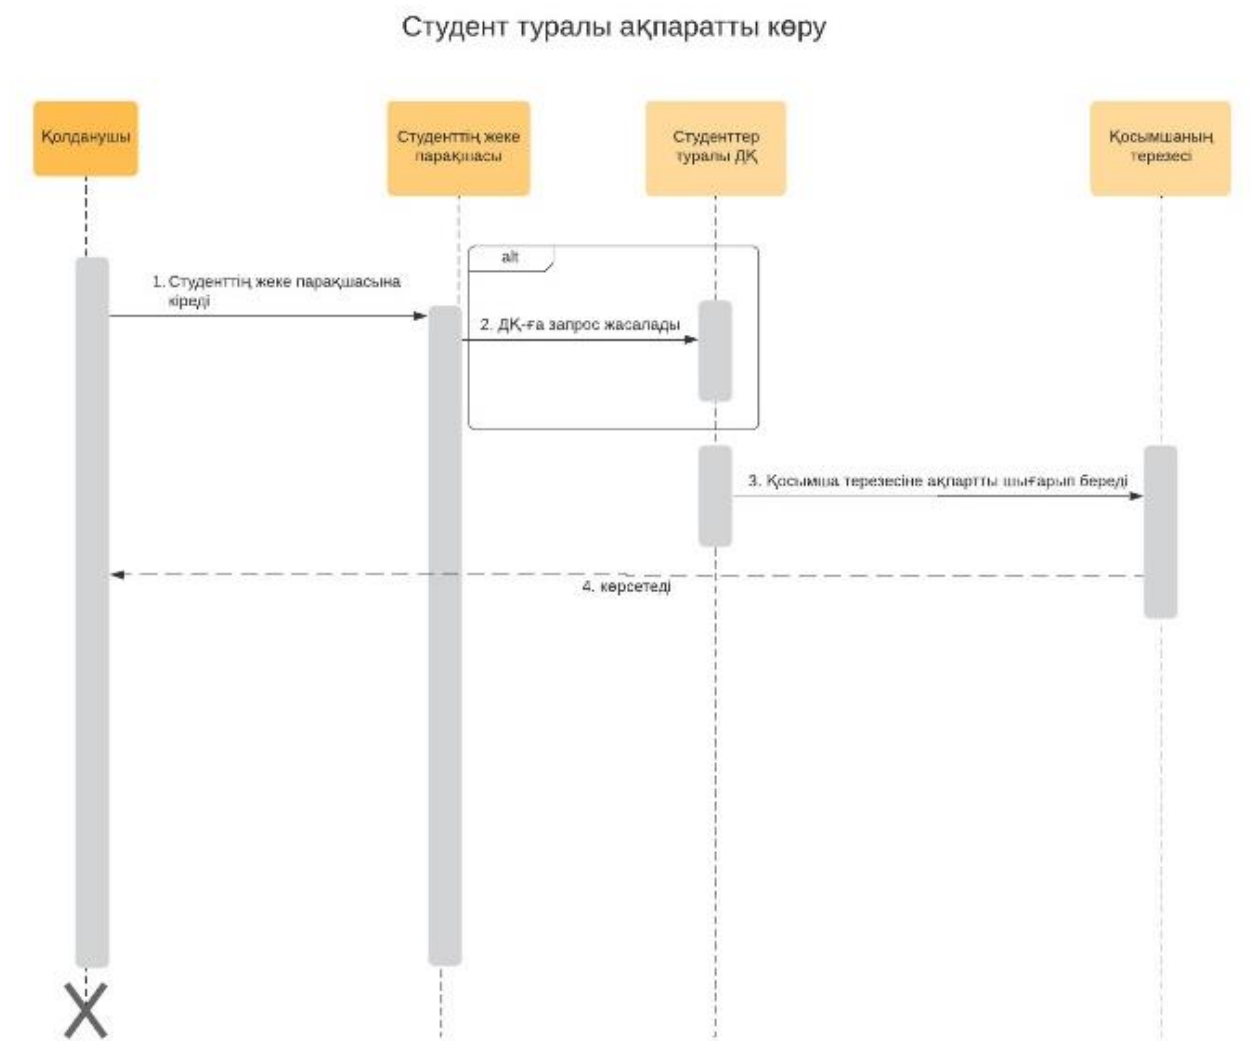 Студент туралы ақпаратты көру
Қолданушы
Студенттің жеке
парақшасы
Студенттер
туралы ДҚ
Қосымшаның
терезесі
alt
1. Студенттің жеке парақшасына
кіреді
2. ДҚ-ға запрос жасалады
3. Қосымша терезесіне ақпартты шығарып береді
4. көрсетеді